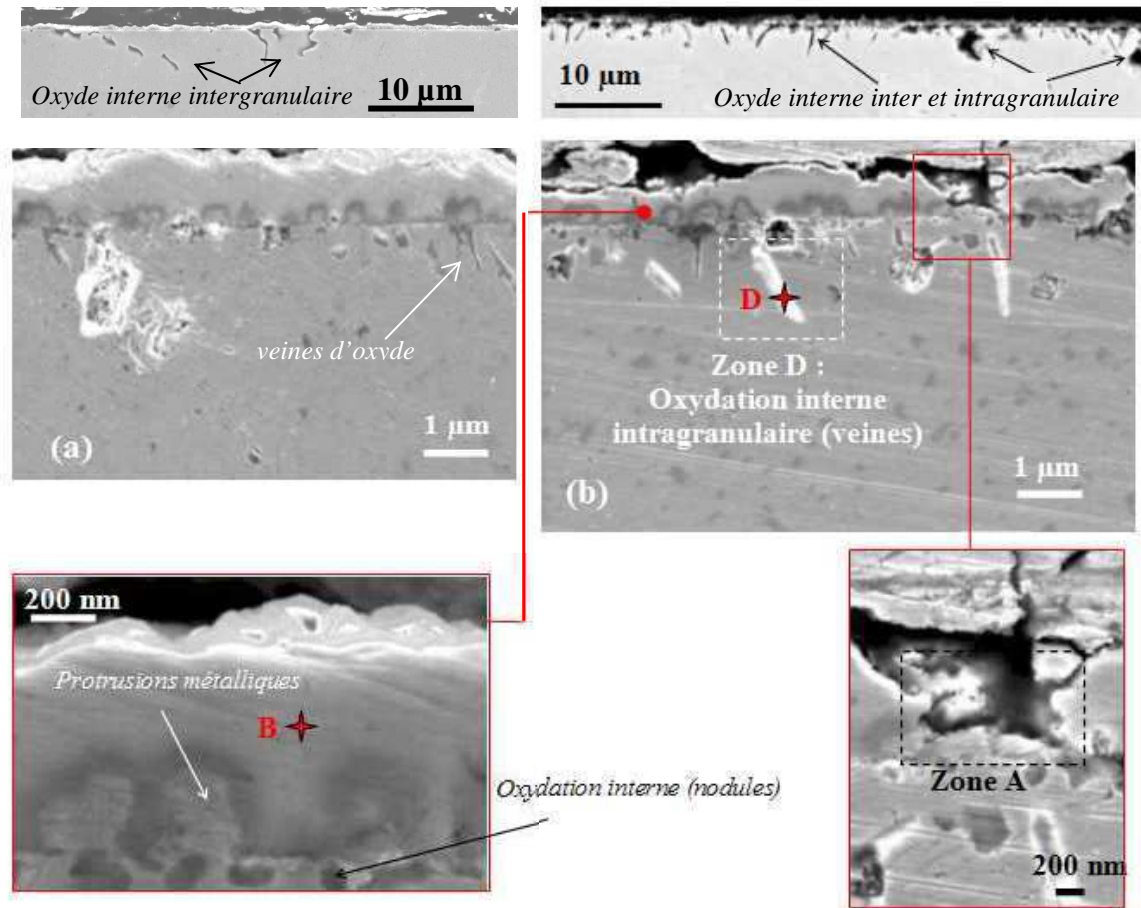 Oxyde interne intergranulaire
10 µm
10 µm
Oxyde interne inter et intragranulaire
veines d'oxyde
(a)
1 µm
D
Zone D :
Oxydation interne
intragranulaire (veines)
(b)
1 µm
200 nm
Protrusions métalliques
B
Oxydation interne (nodules)
Zone A
200 nm